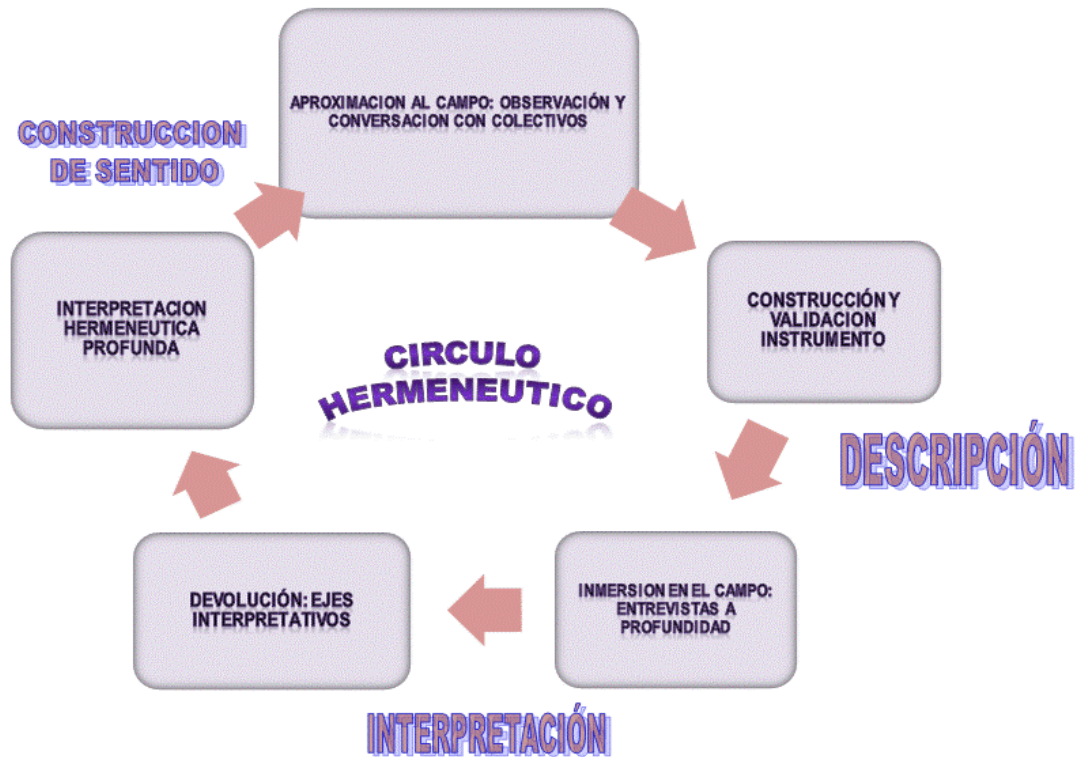 APROXIMACION AL CAMPO: OBSERVACIÓN Y
CONVERSACION CON COLECTIVOS
CONSTRUCCION
DE SENTIDO
INTERPRETACION
HERMENEUTICA
PROFUNDA
CONSTRUCCIÓN Y
VALIDACION
INSTRUMENTO
CIRCULO
HERMENEUTICO
DESCRIPCIÓN
DEVOLUCIÓN: EJES
INTERPRETATIVOS
INMERSION EN EL CAMPO:
ENTREVISTAS A
PROFUNDIDAD
INTERPRETACIÓN